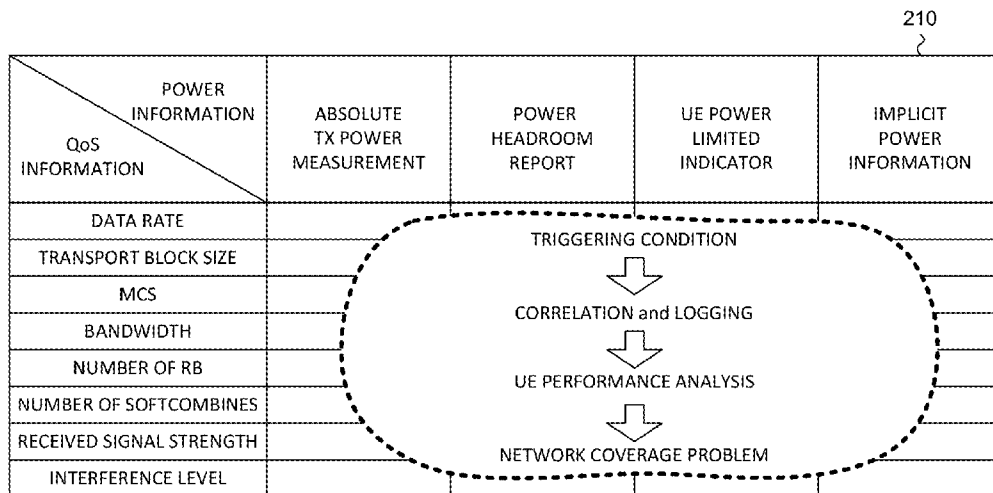 210
POWER
INFORMATION
QoS
INFORMATION
ABSOLUTE
TX POWER
MEASUREMENT
POWER
HEADROOM
REPORT
UE POWER
LIMITED
INDICATOR
IMPLICIT
POWER
INFORMATION
DATA RATE
TRANSPORT BLOCK SIZE
MCS
BANDWIDTH
NUMBER OF RB
NUMBER OF SOFTCOMBINES
RECEIVED SIGNAL STRENGTH
INTERFERENCE LEVEL
TRIGGERING CONDITION
CORRELATION and LOGGING
UE PERFORMANCE ANALYSIS
NETWORK COVERAGE PROBLEM